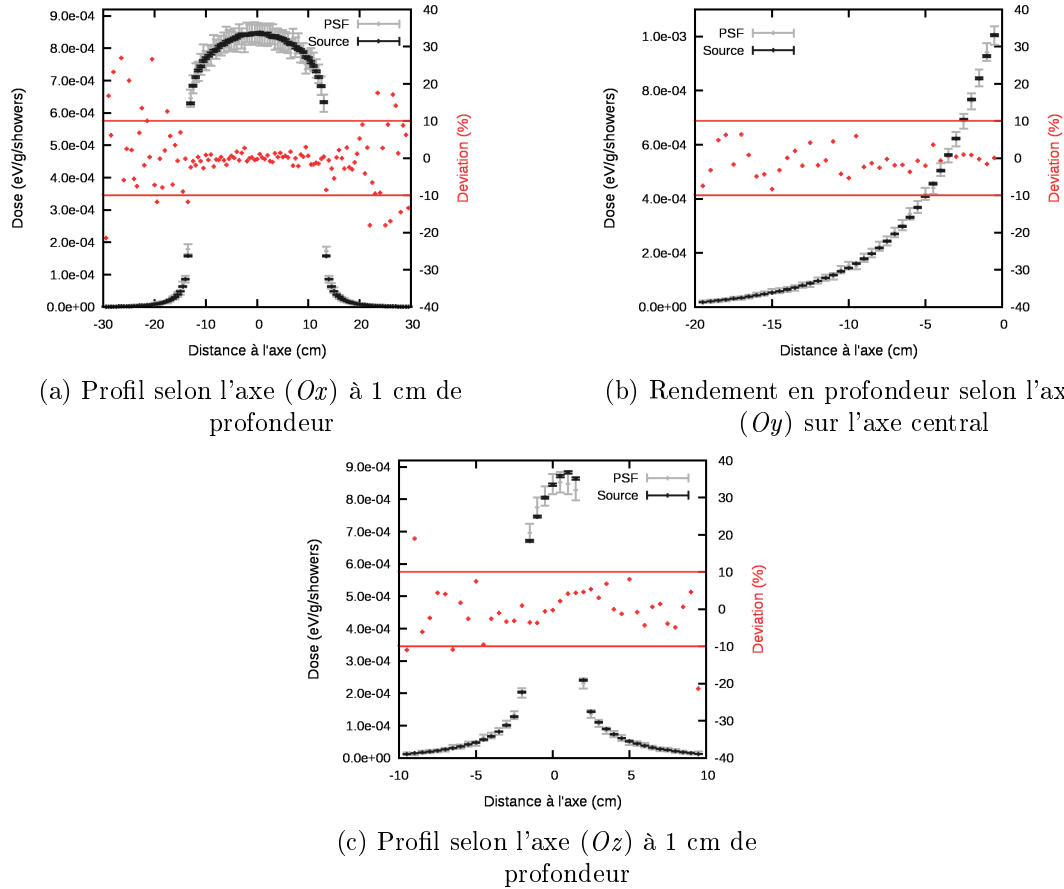 9.0e-04
8.0e-04
7.0e-04
6.0e-04
5.0e-04
4.0e-04
3.0e-04
2.0e-04
1.0e-04
0.0e+00
Dose (eV/g/showers)
PSF
Source
40
30
20
10
0
-10
-20
-30
-40
Deviation (%)
-30 -20 -10 0 10 20 30
Distance à l'axe (cm)
(a) Profil selon l'axe (Ox) à 1 cm de
profondeur
1.0e-03
8.0e-04
6.0e-04
4.0e-04
2.0e-04
0.0e+00
Dose (eV/g/showers)
PSF
Source
40
30
20
10
0
-10
-20
-30
-40
Deviation (%)
-20 -15 -10 -5 0
Distance à l'axe (cm)
(b) Rendement en profondeur selon l'ax
(Oy) sur l'axe central
9.0e-04
8.0e-04
7.0e-04
6.0e-04
5.0e-04
4.0e-04
3.0e-04
2.0e-04
1.0e-04
0.0e+00
Dose (eV/g/showers)
PSF
Source
40
30
20
10
0
-10
-20
-30
-40
Deviation (%)
-10 -5 0 5 10
Distance à l'axe (cm)
(c) Profil selon l'axe (Oz) à 1 cm de
profondeur